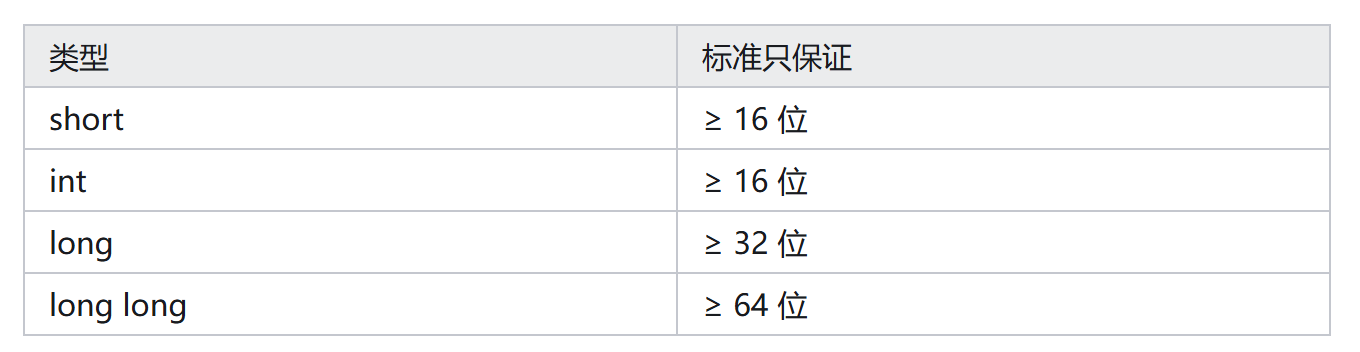 类型 标准只保证
short ≥ 16 位
int ≥ 16 位
long ≥ 32 位
long long ≥ 64 位